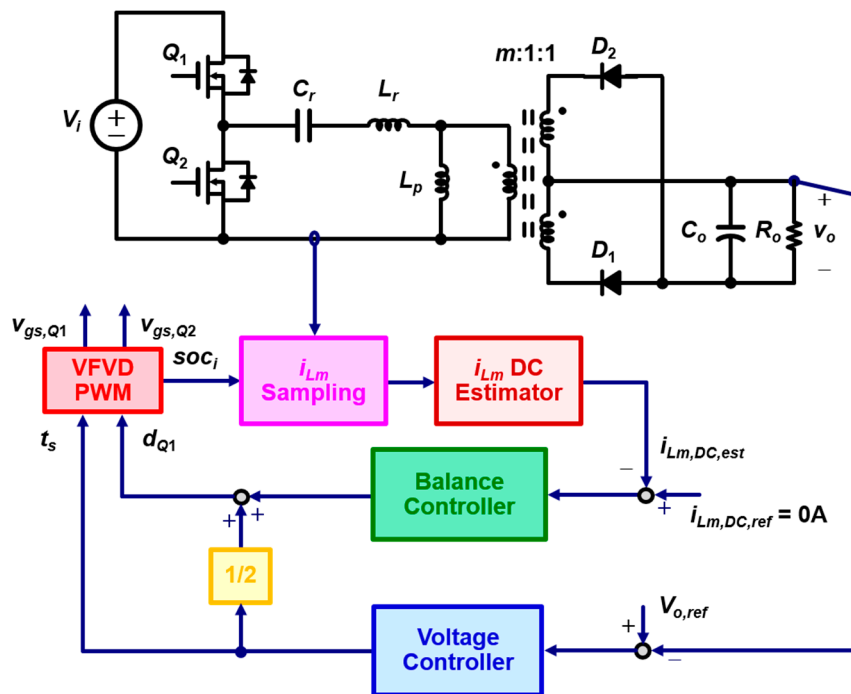 Q1
Cr
Lr
m:1:1
D2
Vi
+
−
Q2
Lp
D1
Co
Ro
+
vo
−
vgs,Q1
vgs,Q2
VFVD
PWM
soci
iLm
Sampling
iLm DC
Estimator
ts
dQ1
iLm,DC,est
−
Balance
Controller
+
+
+
iLm,DC,ref = 0A
1/2
Vo,ref
+
Voltage
Controller
−